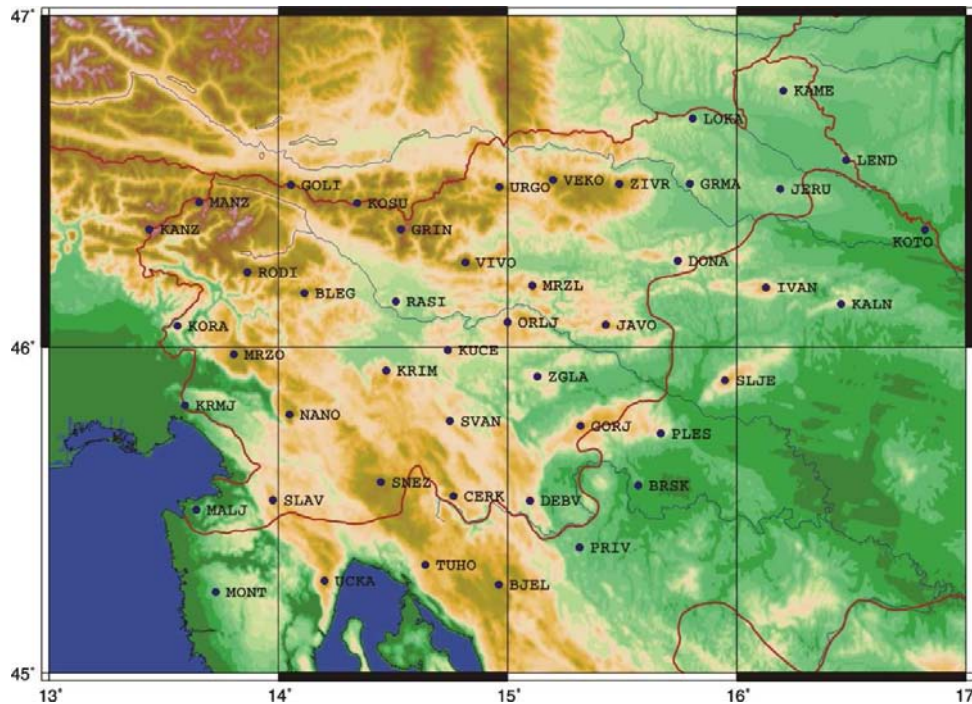 47°
KAME
LOKA
LEND
GOLI
URGO
VEKO
ZIVR
GRMA
JERU
MANZ
KOSU
KANZ
GRIN
KOTO
VIVO
DONA
RODI
BLEG
RASI
MRZL
IVAN
KALN
KORA
ORLJ
JAVO
46°
MRZO
KUCE
KRIM
ZGLA
SLJE
KRMJ
NANO
SVAN
GORJ
PLES
SNEZ
CERK
DEBV
BRSK
SLAV
MALJ
PRIV
TUHO
UCKA
BJEL
MONT
45°
13° 14° 15° 16° 17°